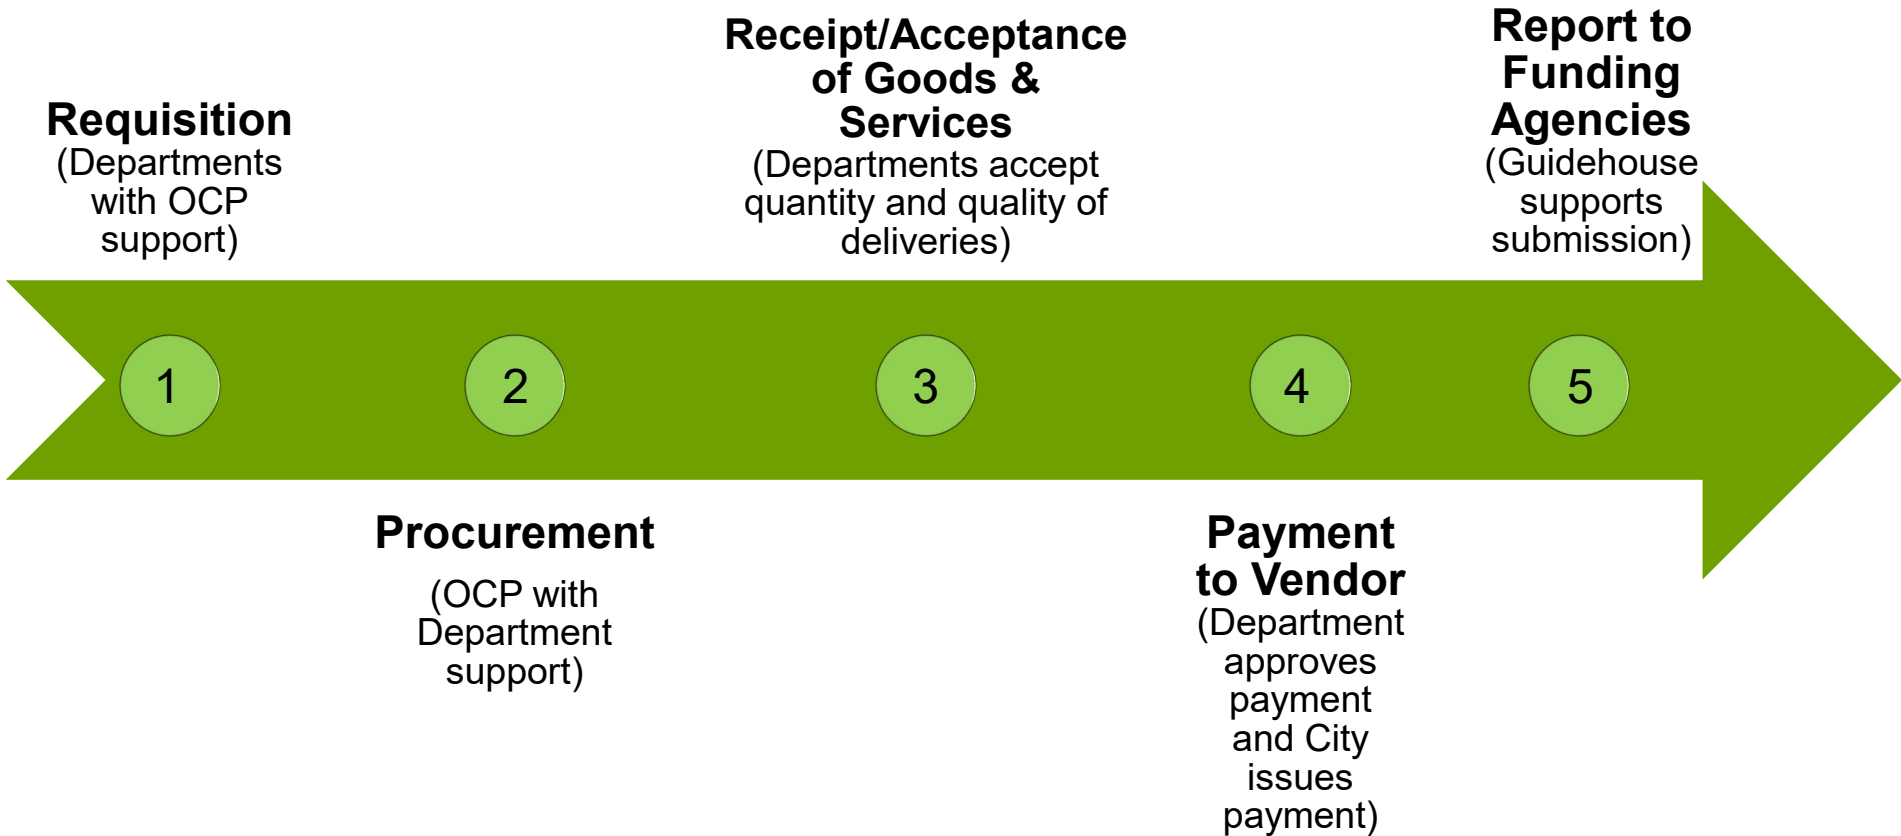 Requisition
(Departments
with OCP
support)
Receipt/Acceptance
of Goods &
Services
(Departments accept
quantity and quality of
deliveries)
Report to
Funding
Agencies
(Guidehouse
supports
submission)
1
2
3
4
5
Procurement
(OCP with
Department
support)
Payment
to Vendor
(Department
approves
payment
and City
issues
payment)